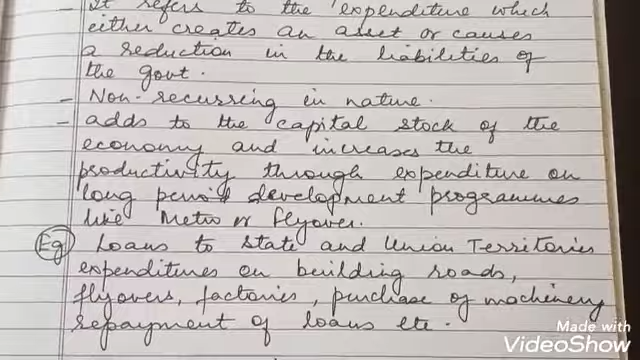 - It refers to the expenditure which
either creates an asset or causes
a reduction in the liabilities of
the govt.
- Non-recurring in nature.
- adds to the capital stock of the
economy and increases the
productivity through expenditure on
long period development programmes
like Metro or flyover.
Eg Loans to State and Union Territories
expenditures on building roads,
flyovers, factories, purchase of machinery
repayment of loans etc.
Made with
VideoShow